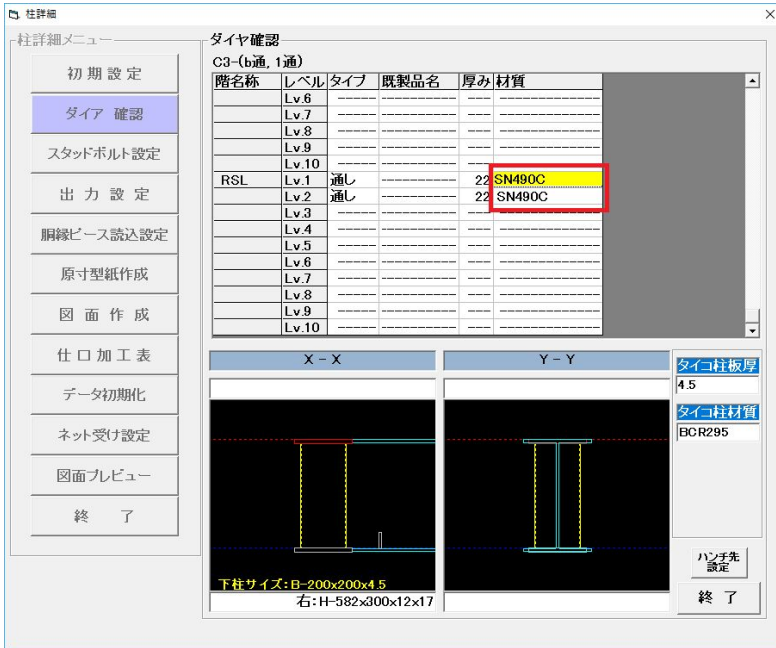 柱詳細
柱詳細メニュー
初 期 設 定
ダイア 確認
スタッドボルト設定
出 力 設 定
胴縁ピース読込設定
原寸型紙作成
図 面 作 成
仕 口 加 工 表
データ初期化
ネット受け設定
図面プレビュー
終 了
ダイヤ確認
C3-(b通, 1通)
階名称 レベル タイプ 既製品名 厚み 材質
Lv.6 ----- ---------- --- -------------
Lv.7 ----- ---------- --- -------------
Lv.8 ----- ---------- --- -------------
Lv.9 ----- ---------- --- -------------
Lv.10 ----- ---------- --- -------------
RSL Lv.1 通し ---------- 22 SN490C
Lv.2 通し ---------- 22 SN490C
Lv.3 ----- ---------- --- -------------
Lv.4 ----- ---------- --- -------------
Lv.5 ----- ---------- --- -------------
Lv.6 ----- ---------- --- -------------
Lv.7 ----- ---------- --- -------------
Lv.8 ----- ---------- --- -------------
Lv.9 ----- ---------- --- -------------
Lv.10 ----- ---------- --- -------------
X - X
下柱サイズ:B-200x200x4.5
右:H-582x300x12x17
Y - Y
タイコ柱板厚
4.5
タイコ柱材質
BCR295
ハンチ先
設定
終 了